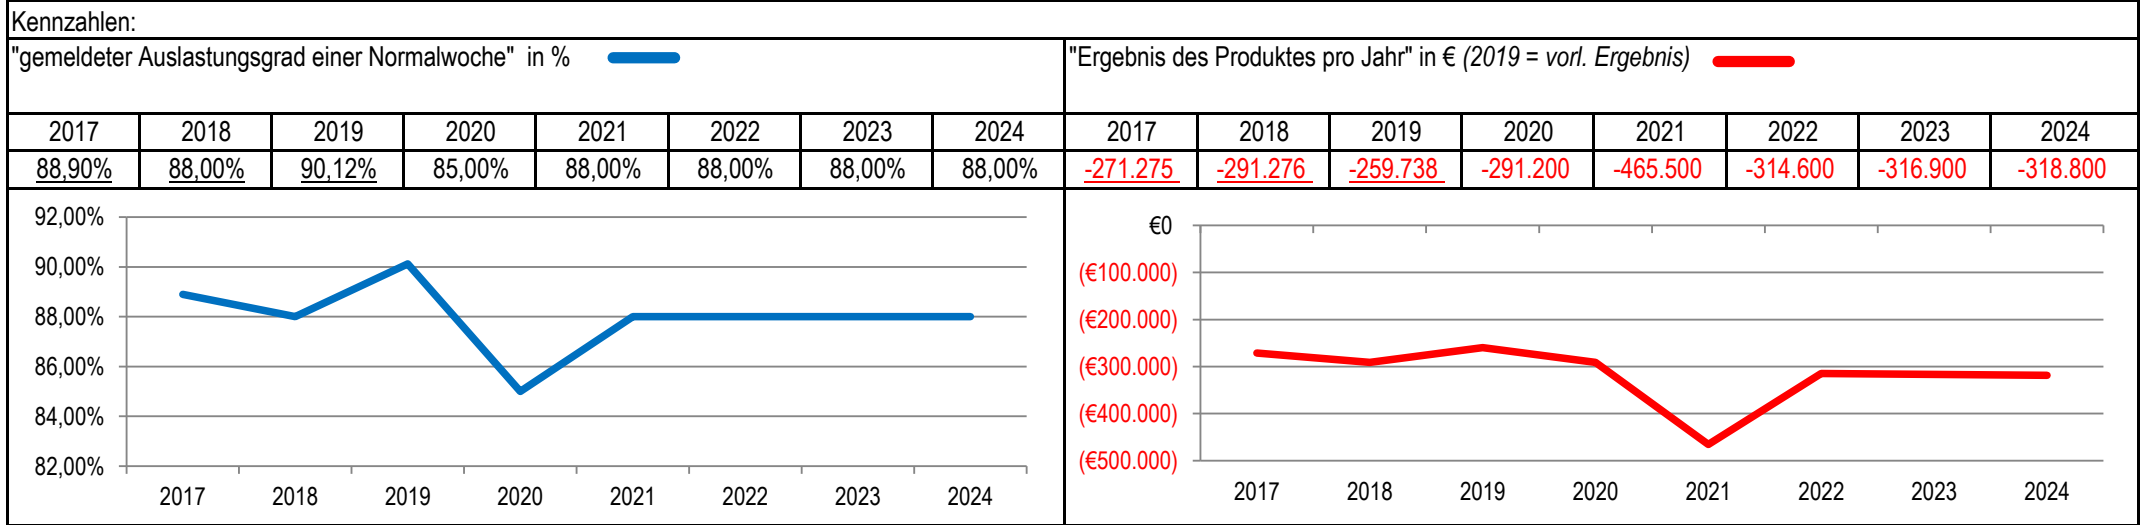 Kennzahlen:
"gemeldeter Auslastungsgrad einer Normalwoche" in %
"Ergebnis des Produktes pro Jahr" in € (2019 = vorl. Ergebnis)
2017 2018 2019 2020 2021 2022 2023 2024 2017 2018 2019 2020 2021 2022 2023 2024
88,90% 88,00% 90,12% 85,00% 88,00% 88,00% 88,00% 88,00% -271.275 -291.276 -259.738 -291.200 -465.500 -314.600 -316.900 -318.800
92,00%
90,00%
88,00%
86,00%
84,00%
82,00%
2017 2018 2019 2020 2021 2022 2023 2024
€0
(€100.000)
(€200.000)
(€300.000)
(€400.000)
(€500.000)
2017 2018 2019 2020 2021 2022 2023 2024